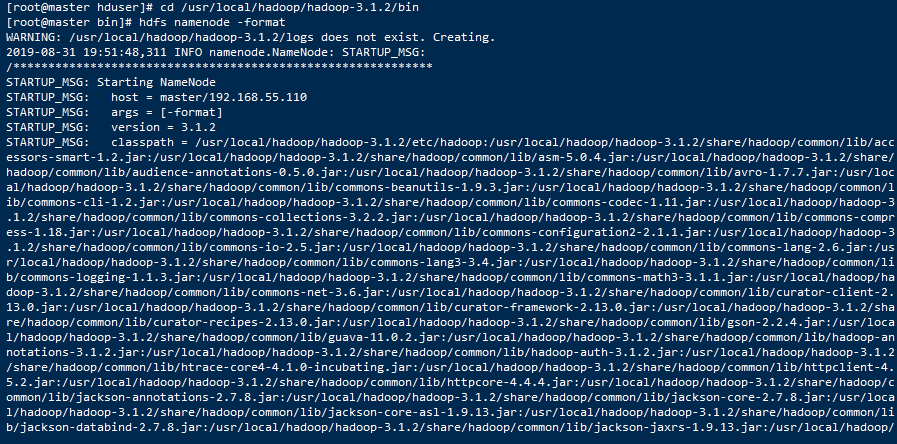 [root@master hduser]# cd /usr/local/hadoop/hadoop-3.1.2/bin
[root@master bin]# hdfs namenode -format
WARNING: /usr/local/hadoop/hadoop-3.1.2/logs does not exist. Creating.
2019-08-31 19:51:48,311 INFO namenode.NameNode: STARTUP_MSG:
/************************************************************
STARTUP_MSG: Starting NameNode
STARTUP_MSG:   host = master/192.168.55.110
STARTUP_MSG:   args = [-format]
STARTUP_MSG:   version = 3.1.2
STARTUP_MSG:   classpath = /usr/local/hadoop/hadoop-3.1.2/etc/hadoop:/usr/local/hadoop/hadoop-3.1.2/share/hadoop/common/lib/acc
essors-smart-1.2.jar:/usr/local/hadoop/hadoop-3.1.2/share/hadoop/common/lib/asm-5.0.4.jar:/usr/local/hadoop/hadoop-3.1.2/share/
hadoop/common/lib/audience-annotations-0.5.0.jar:/usr/local/hadoop/hadoop-3.1.2/share/hadoop/common/lib/avro-1.7.7.jar:/usr/loc
al/hadoop/hadoop-3.1.2/share/hadoop/common/lib/commons-beanutils-1.9.3.jar:/usr/local/hadoop/hadoop-3.1.2/share/hadoop/common/l
ib/commons-cli-1.2.jar:/usr/local/hadoop/hadoop-3.1.2/share/hadoop/common/lib/commons-codec-1.11.jar:/usr/local/hadoop/hadoop-3
.1.2/share/hadoop/common/lib/commons-collections-3.2.2.jar:/usr/local/hadoop/hadoop-3.1.2/share/hadoop/common/lib/commons-compr
ess-1.18.jar:/usr/local/hadoop/hadoop-3.1.2/share/hadoop/common/lib/commons-configuration2-2.1.1.jar:/usr/local/hadoop/hadoop-3
.1.2/share/hadoop/common/lib/commons-io-2.5.jar:/usr/local/hadoop/hadoop-3.1.2/share/hadoop/common/lib/commons-lang-2.6.jar:/us
r/local/hadoop/hadoop-3.1.2/share/hadoop/common/lib/commons-lang3-3.4.jar:/usr/local/hadoop/hadoop-3.1.2/share/hadoop/common/li
b/commons-logging-1.1.3.jar:/usr/local/hadoop/hadoop-3.1.2/share/hadoop/common/lib/commons-math3-3.1.1.jar:/usr/local/hadoop/ha
doop-3.1.2/share/hadoop/common/lib/commons-net-3.6.jar:/usr/local/hadoop/hadoop-3.1.2/share/hadoop/common/lib/curator-client-2.
13.0.jar:/usr/local/hadoop/hadoop-3.1.2/share/hadoop/common/lib/curator-framework-2.13.0.jar:/usr/local/hadoop/hadoop-3.1.2/sha
re/hadoop/common/lib/curator-recipes-2.13.0.jar:/usr/local/hadoop/hadoop-3.1.2/share/hadoop/common/lib/gson-2.2.4.jar:/usr/loca
l/hadoop/hadoop-3.1.2/share/hadoop/common/lib/guava-11.0.2.jar:/usr/local/hadoop/hadoop-3.1.2/share/hadoop/common/lib/hadoop-an
notations-3.1.2.jar:/usr/local/hadoop/hadoop-3.1.2/share/hadoop/common/lib/hadoop-auth-3.1.2.jar:/usr/local/hadoop/hadoop-3.1.2
/share/hadoop/common/lib/htrace-core4-4.1.0-incubating.jar:/usr/local/hadoop/hadoop-3.1.2/share/hadoop/common/lib/httpclient-4.
5.2.jar:/usr/local/hadoop/hadoop-3.1.2/share/hadoop/common/lib/httpcore-4.4.4.jar:/usr/local/hadoop/hadoop-3.1.2/share/hadoop/c
ommon/lib/jackson-annotations-2.7.8.jar:/usr/local/hadoop/hadoop-3.1.2/share/hadoop/common/lib/jackson-core-2.7.8.jar:/usr/loca
l/hadoop/hadoop-3.1.2/share/hadoop/common/lib/jackson-core-asl-1.9.13.jar:/usr/local/hadoop/hadoop-3.1.2/share/hadoop/common/li
b/jackson-databind-2.7.8.jar:/usr/local/hadoop/hadoop-3.1.2/share/hadoop/common/lib/jackson-jaxrs-1.9.13.jar:/usr/local/hadoop/